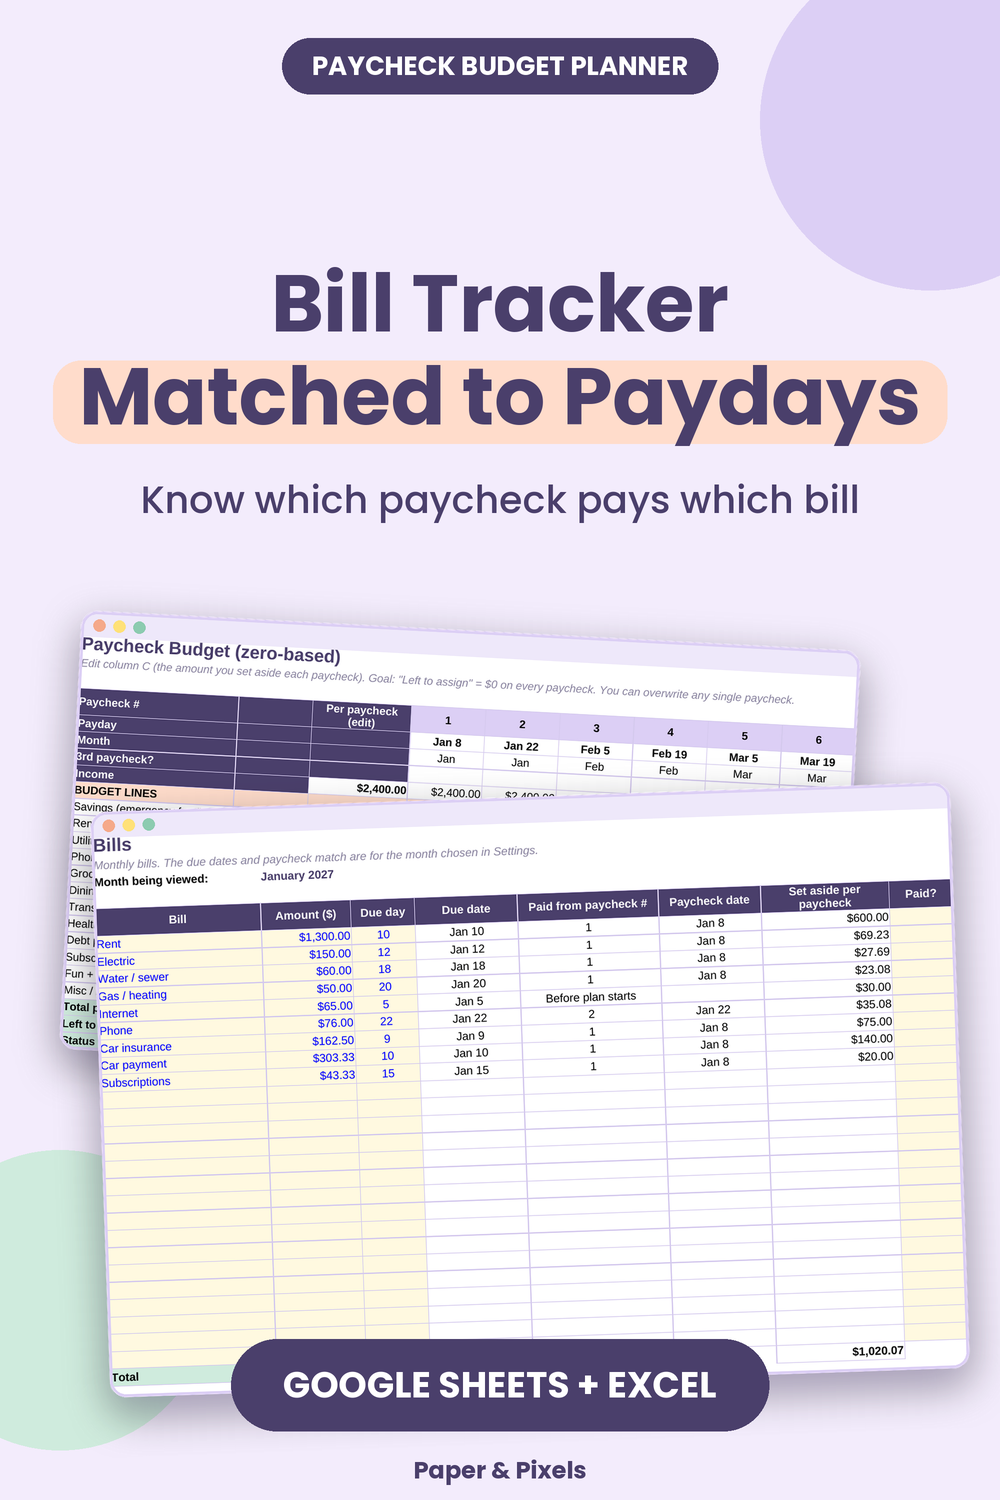 PAYCHECK BUDGET PLANNER
Bill Tracker
Matched to Paydays
Know which paycheck pays which bill
Paycheck Budget (zero-based)
Edit column C (the amount you set aside each paycheck). Goal: "Left to assign" = $0 on every paycheck. You can overwrite any single paycheck.
Paycheck # Per paycheck (edit) 1 2 3 4 5 6
Payday Jan 8 Jan 22 Feb 5 Feb 19 Mar 5 Mar 19
Month Jan Jan Feb Feb Mar Mar
3rd paycheck?
Income $2,400.00 $2,400.00 $2,400.00
BUDGET LINES
Savings
Total
Left to
Status
Bills
Monthly bills. The due dates and paycheck match are for the month chosen in Settings.
Month being viewed: January 2027
Bill Amount ($) Due day Due date Paid from paycheck # Paycheck date Set aside per paycheck Paid?
Rent $1,300.00 10 Jan 10 1 Jan 8 $600.00
Electric $150.00 12 Jan 12 1 Jan 8 $69.23
Water / sewer $60.00 18 Jan 18 1 Jan 8 $27.69
Gas / heating $50.00 20 Jan 20 1 Jan 8 $23.08
Internet $65.00 5 Jan 5 Before plan starts $30.00
Phone $76.00 22 Jan 22 2 Jan 22 $35.08
Car insurance $162.50 9 Jan 9 1 Jan 8 $75.00
Car payment $303.33 10 Jan 10 1 Jan 8 $140.00
Subscriptions $43.33 15 Jan 15 1 Jan 8 $20.00
Total $1,020.07
GOOGLE SHEETS + EXCEL
Paper & Pixels